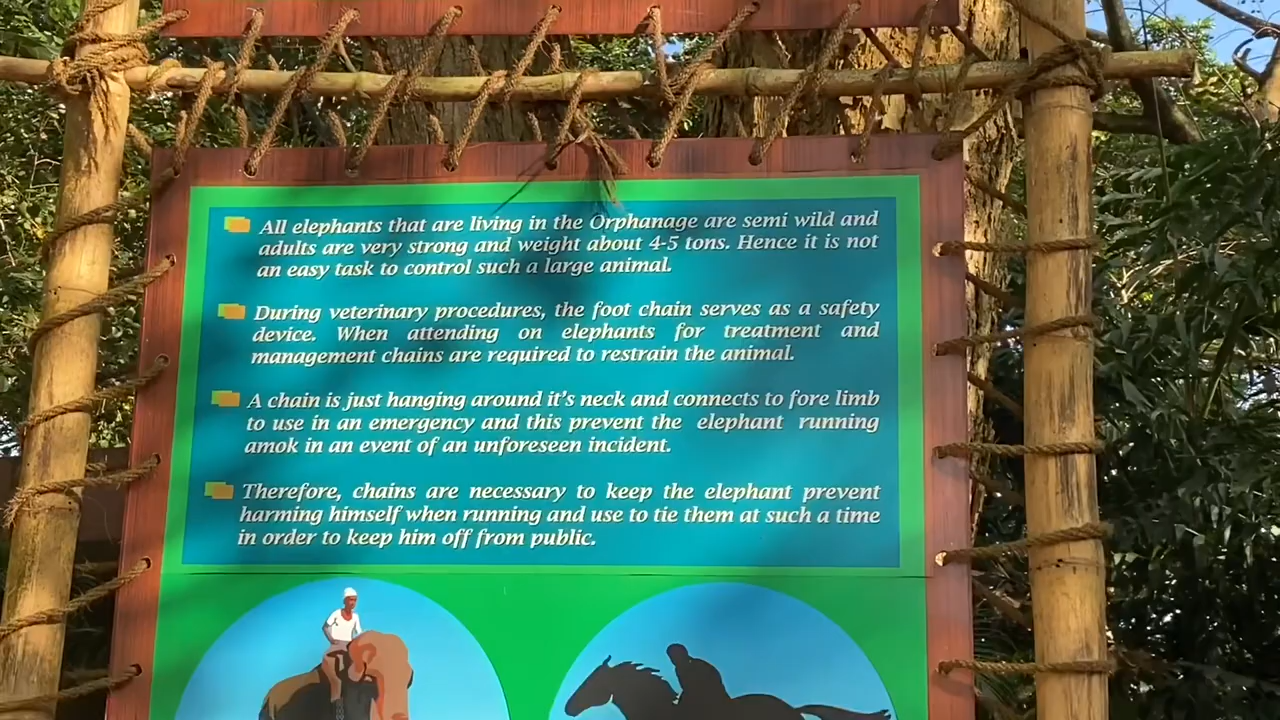 All elephants that are living in the Orphanage are semi wild and
adults are very strong and weight about 4-5 tons. Hence it is not
an easy task to control such a large animal.
During veterinary procedures, the foot chain serves as a safety
device. When attending on elephants for treatment and
management chains are required to restrain the animal.
A chain is just hanging around it's neck and connects to fore limb
to use in an emergency and this prevent the elephant running
amok in an event of an unforeseen incident.
Therefore, chains are necessary to keep the elephant prevent
harming himself when running and use to tie them at such a time
in order to keep him off from public.